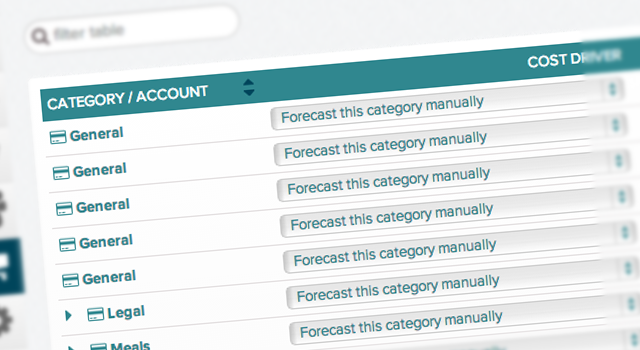 filter table
CATEGORY / ACCOUNT COST DRIVER
General Forecast this category manually
General Forecast this category manually
General Forecast this category manually
General Forecast this category manually
General Forecast this category manually
Legal Forecast this category manually
Meals Forecast this category manually